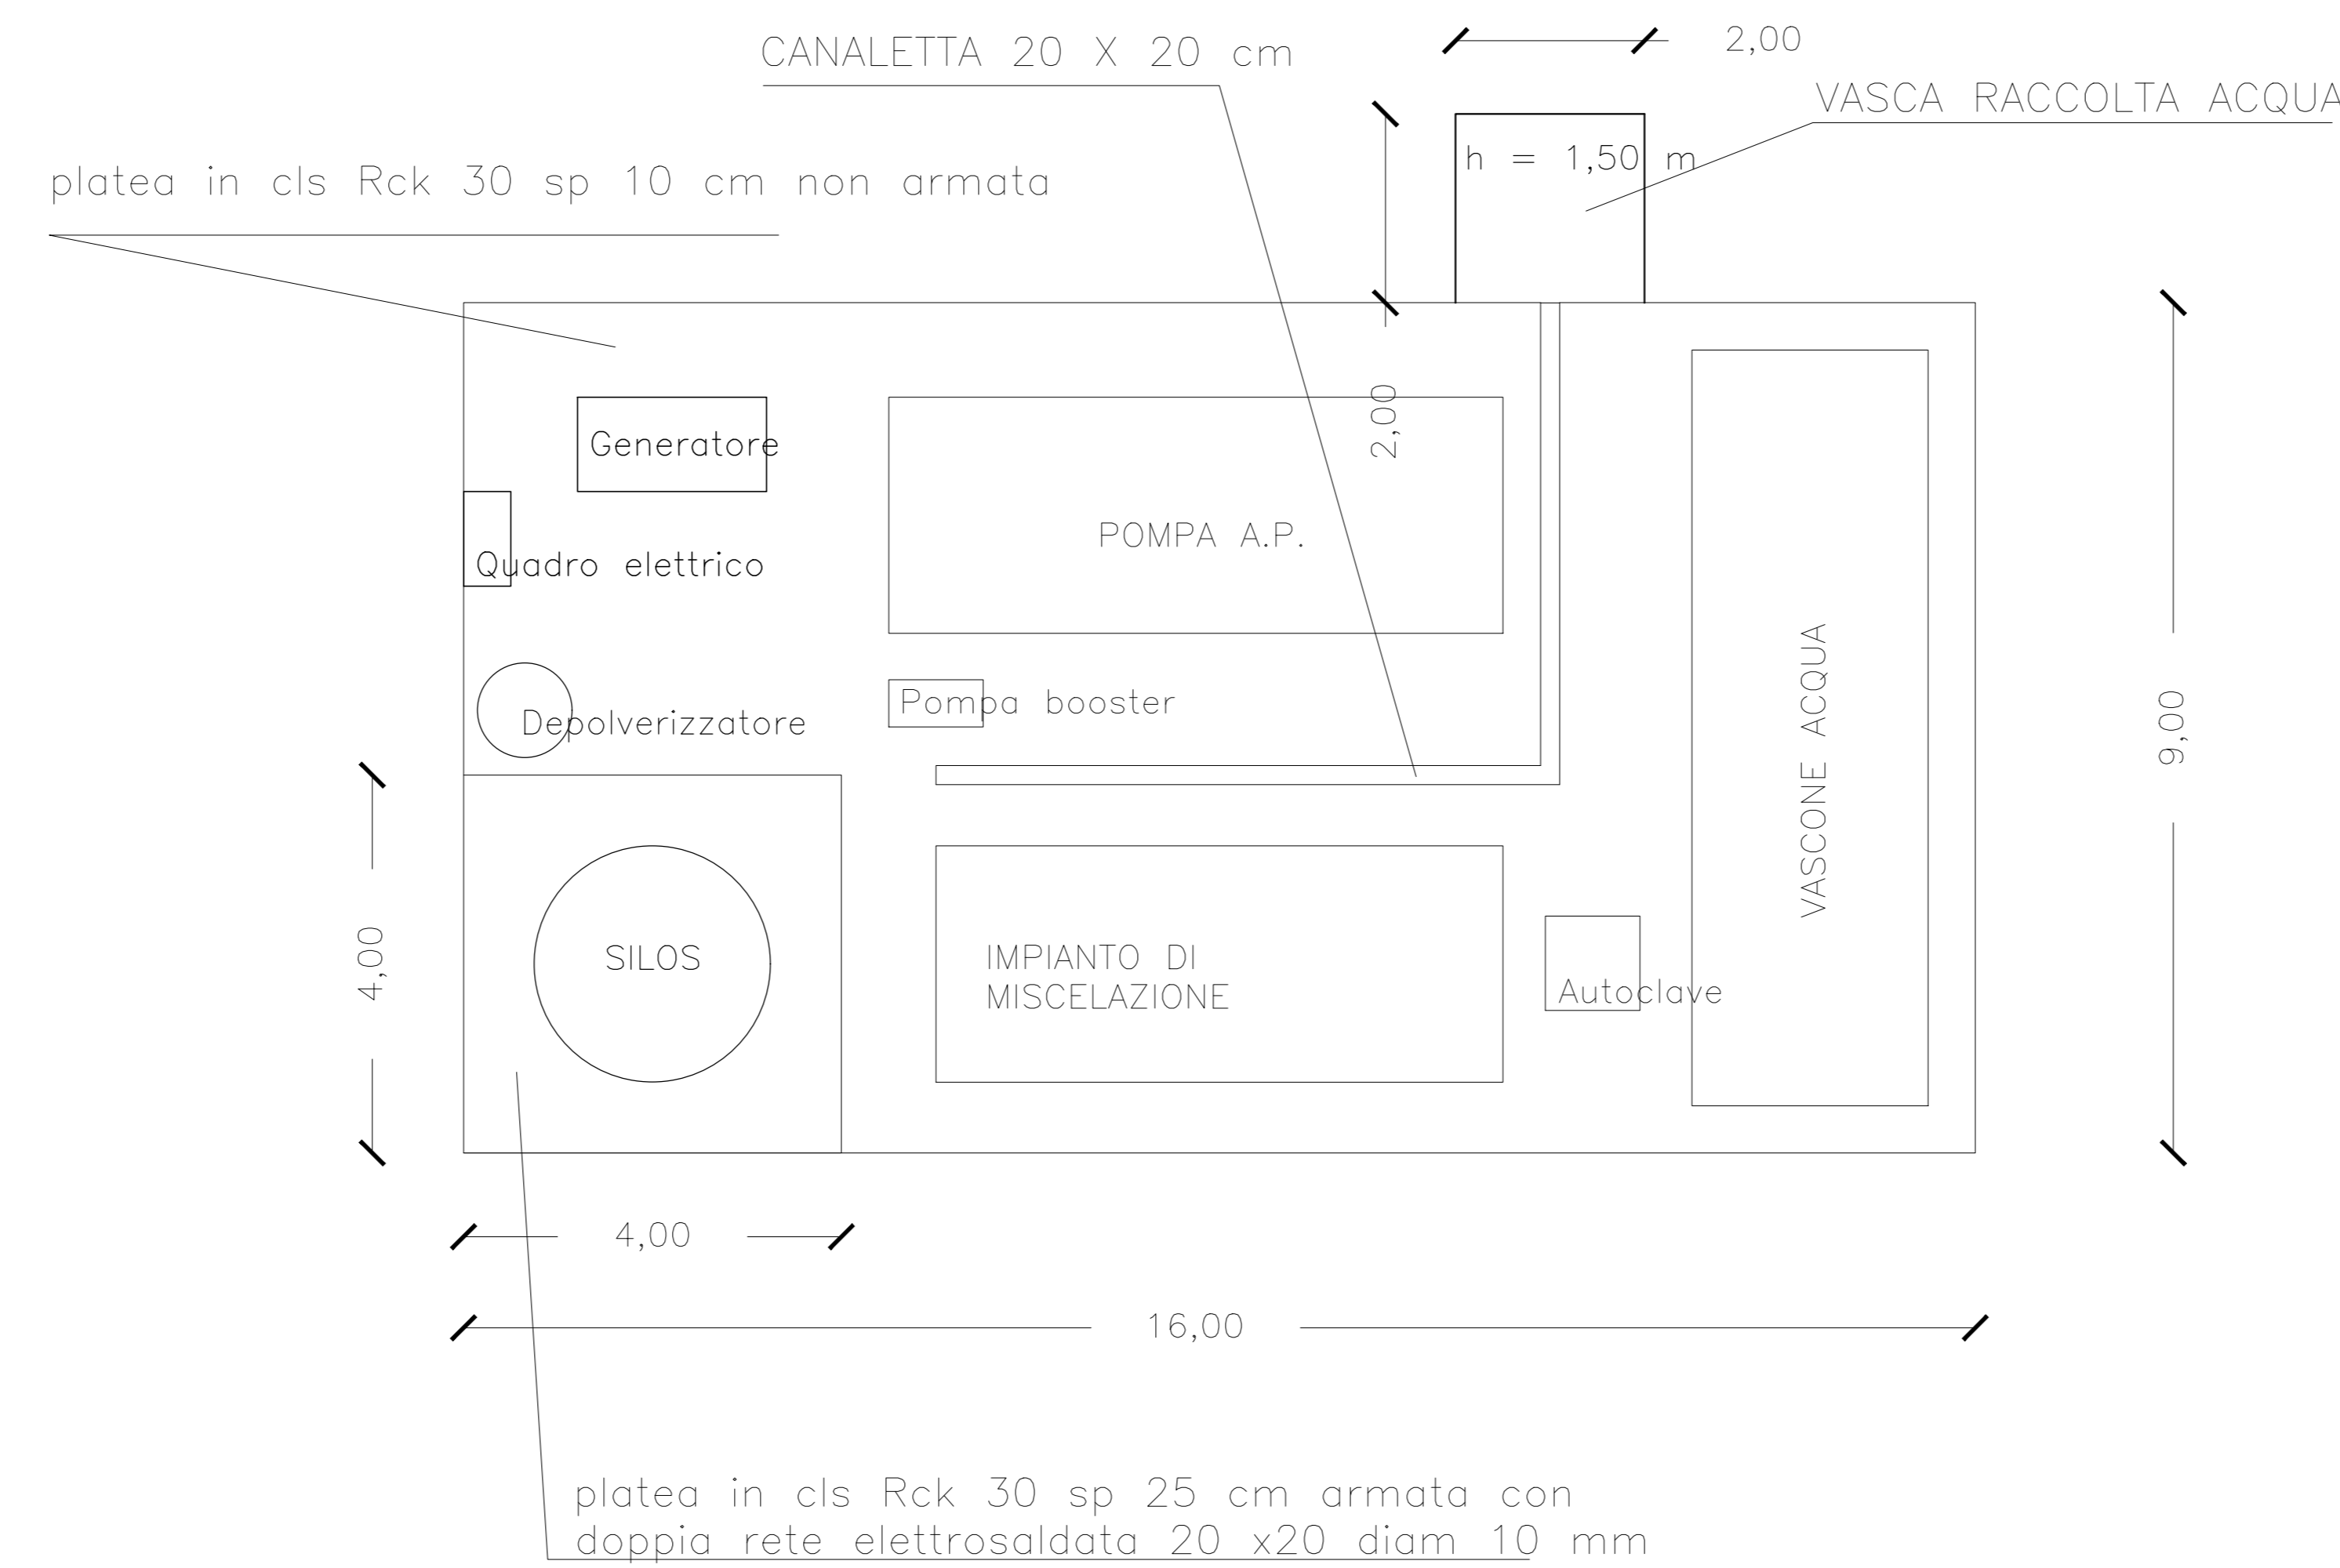 2,00
CANALETTA 20 X 20 cm
VASCA RACCOLTA ACQUA
h = 1,50 m
platea in cls Rck 30 sp 10 cm non armata
2,00
Generatore
POMPA A.P.
Quadro elettrico
Pompa booster
Depolverizzatore
VASCONE ACQUA
9,00
4,00
SILOS
IMPIANTO DI
MISCELAZIONE
Autoclave
4,00
16,00
platea in cls Rck 30 sp 25 cm armata con
doppia rete elettrosaldata 20 x20 diam 10 mm